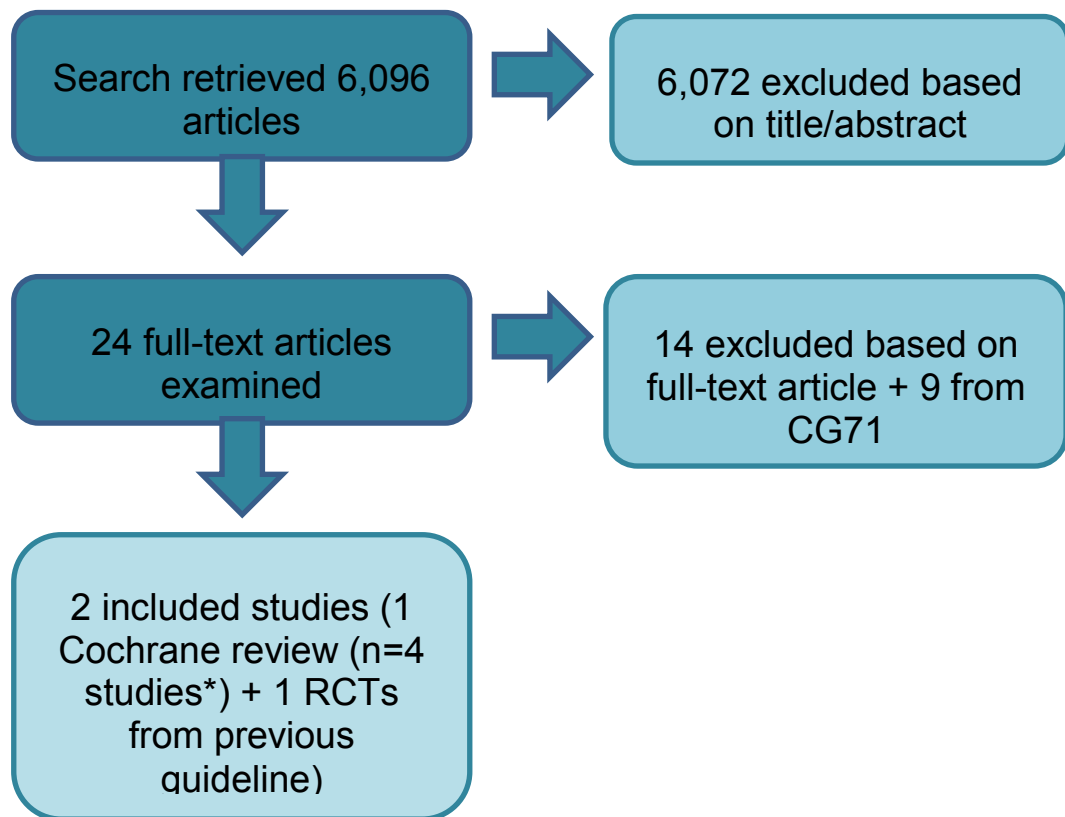 Search retrieved 6,096
articles
6,072 excluded based
on title/abstract
24 full-text articles
examined
14 excluded based on
full-text article + 9 from
CG71
2 included studies (1
Cochrane review (n=4
studies*) + 1 RCTs
from previous
guideline)